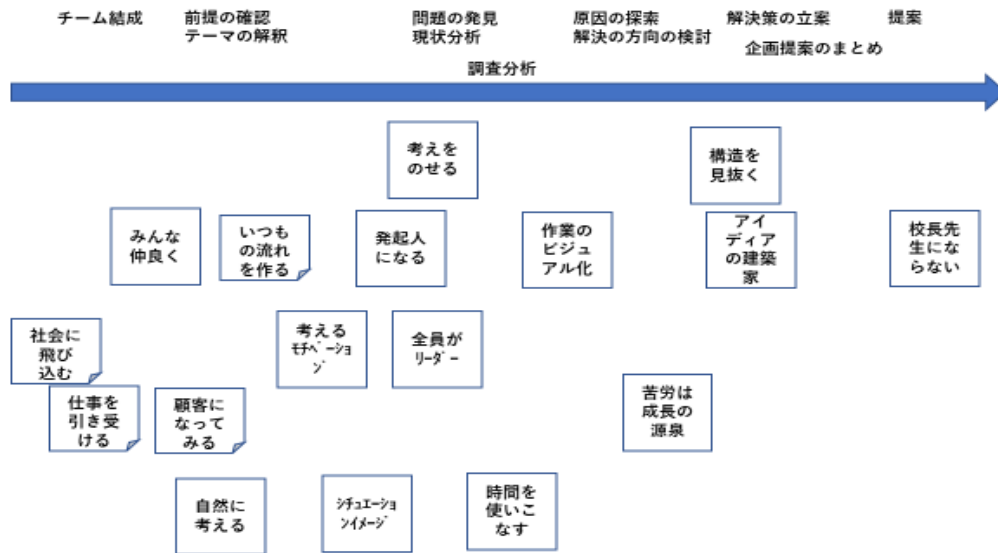 チーム結成
前提の確認
テーマの解釈
問題の発見
現状分析
原因の探索
解決の方向の検討
解決策の立案
企画提案のまとめ
提案
調査分析
考えを
のせる
構造を
見抜く
みんな
仲良く
いつも
の流れ
を作る
発起人
になる
作業の
ビジュ
アル化
アイ
ディア
の建築
家
校長先
生にな
らない
社会に
飛び
込む
考える
モチベーショ
ン
全員が
リーダー
仕事を
引き受
ける
顧客に
なって
みる
苦労は
成長の
源泉
自然に
考える
シチュエーショ
ンイメージ
時間を
使いこ
なす